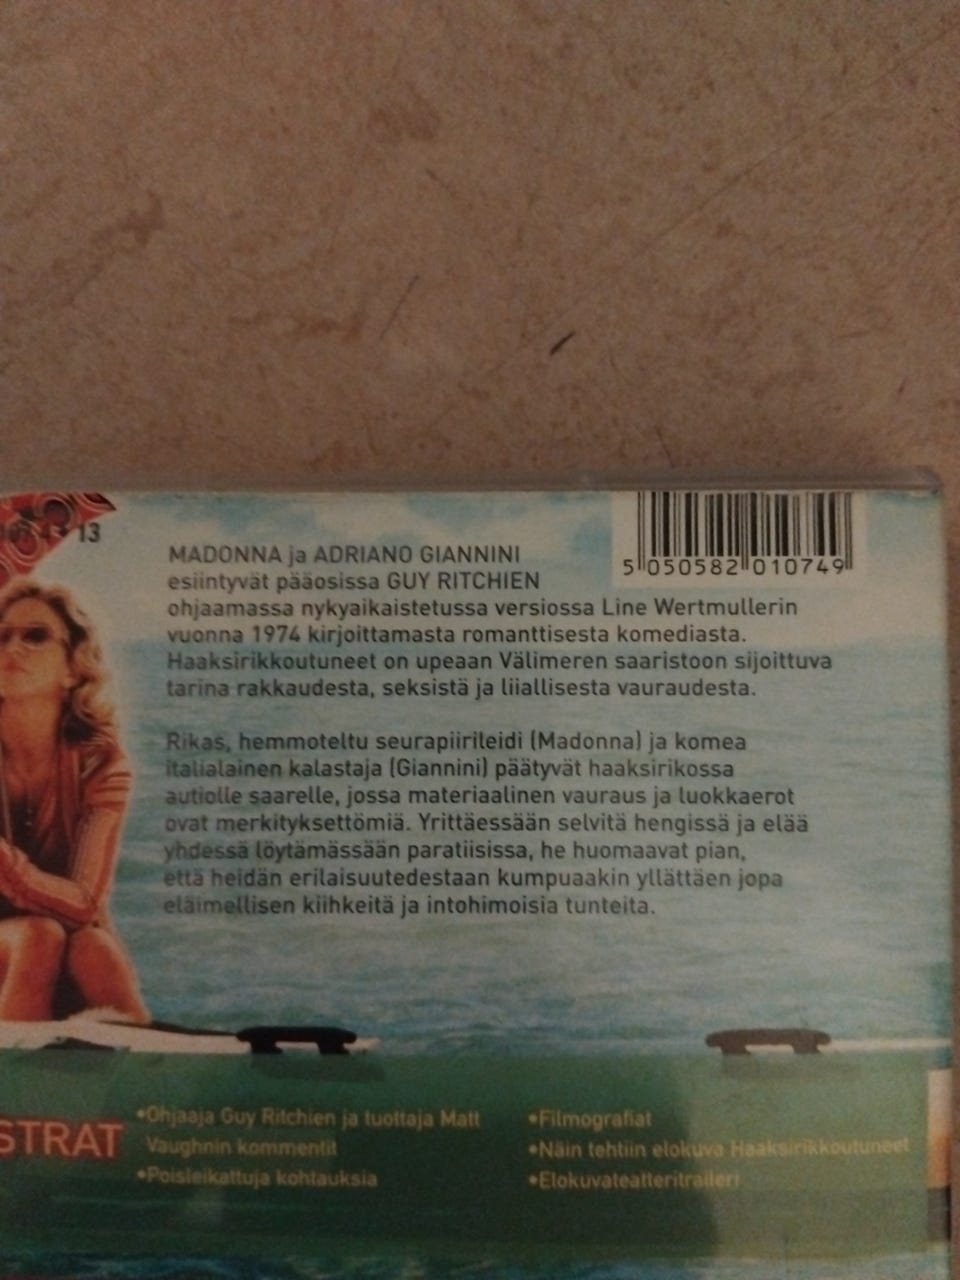 13
MADONNA ja ADRIANO GIANNINI
esiintyvät pääosissa GUY RITCHIEN
ohjaamassa nykyaikaistetussa versiossa Line Wertmullerin
vuonna 1974 kirjoittamasta romanttisesta komediasta.
Haaksirikkoutuneet on upeaan Välimeren saaristoon sijoittuva
tarina rakkaudesta, seksistä ja liiallisesta vauraudesta.
Rikas, hemmoteltu seurapiirileidi (Madonna) ja komea
italialainen kalastaja (Giannini) päätyvät haaksirikossa
autiolle saarelle, jossa materiaalinen vauraus ja luokkaerot
ovat merkityksettömiä. Yrittäessään selvitä hengissä ja elää
yhdessä löytämässään paratiisissa, he huomaavat pian,
että heidän erilaisuutedestaan kumpuaakin yllättäen jopa
eläimellisen kiihkeitä ja intohimoisia tunteita.
5 050582 010749
STRAT
•Ohjaaja Guy Ritchien ja tuottaja Matt
Vaughnin kommentit
•Poisleikattuja kohtauksia
•Filmografiat
•Näin tehtiin elokuva Haaksirikkoutuneet
•Elokuvateatteritraileri